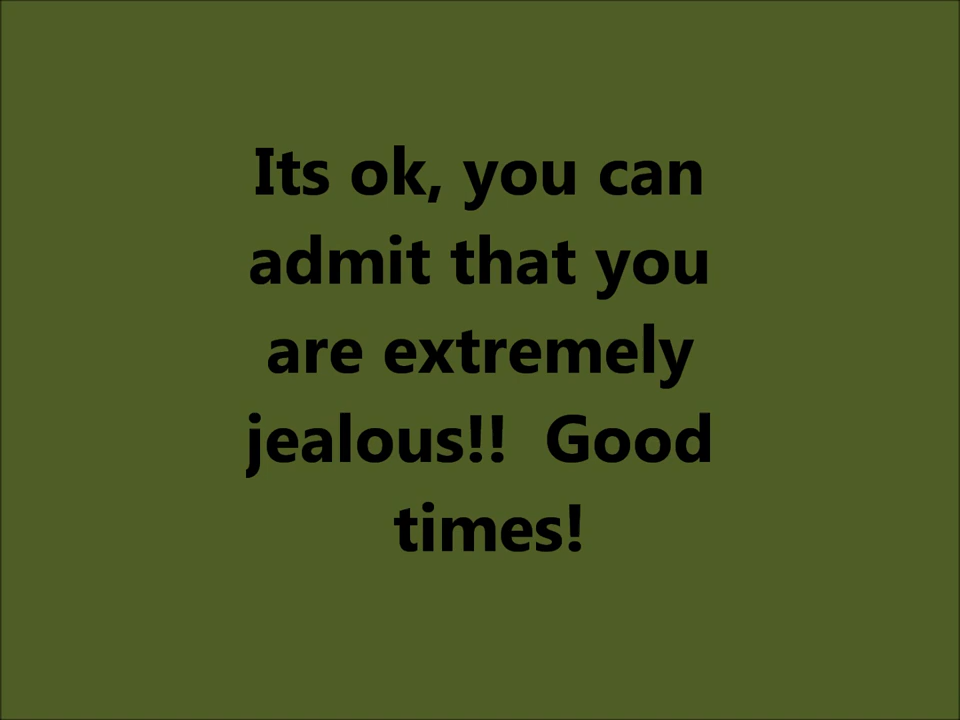 Its ok, you can
admit that you
are extremely
jealous!!  Good
times!